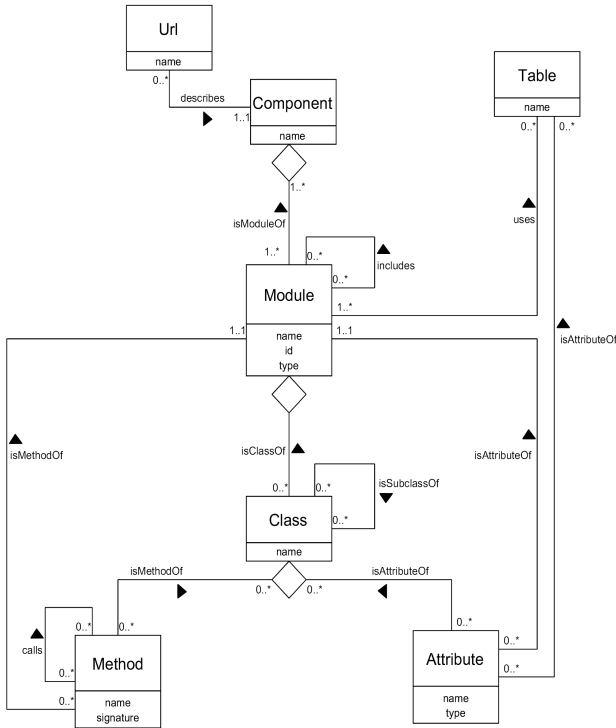 Url
name
0..*
describes
1..1
Component
name
Table
name
0..*
0..*
1..*
isModuleOf
uses
1..*
0..*
includes
0..*
Module
1..*
1..1
name
1..1
id
type
isAttributeOf
isMethodOf
isClassOf
isAttributeOf
0..*
0..*
isSubclassOf
0..*
Class
name
isMethodOf
isAttributeOf
0..*
0..*
0..*
0..*
0..*
calls
0..*
Method
Attribute
0..*
0..*
0..*
name
signature
name
type